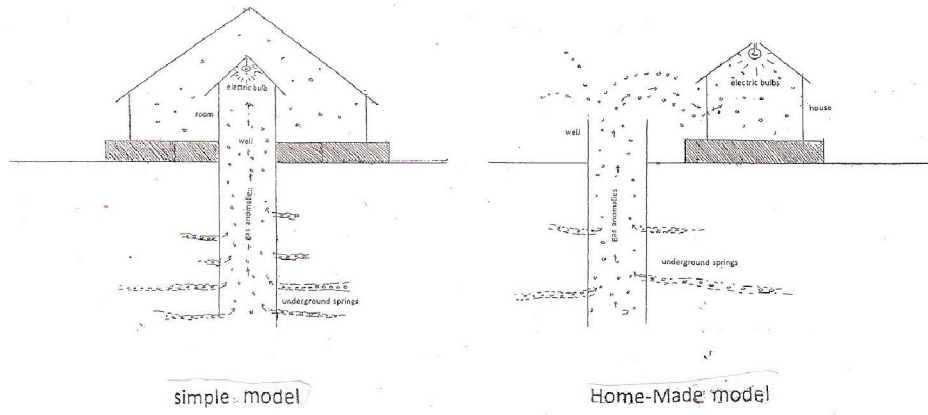 electric bulb
room
well
gas anomalies
underground springs
simple model
electric bulbs
house
well
gas anomalies
underground springs
Home-Made model